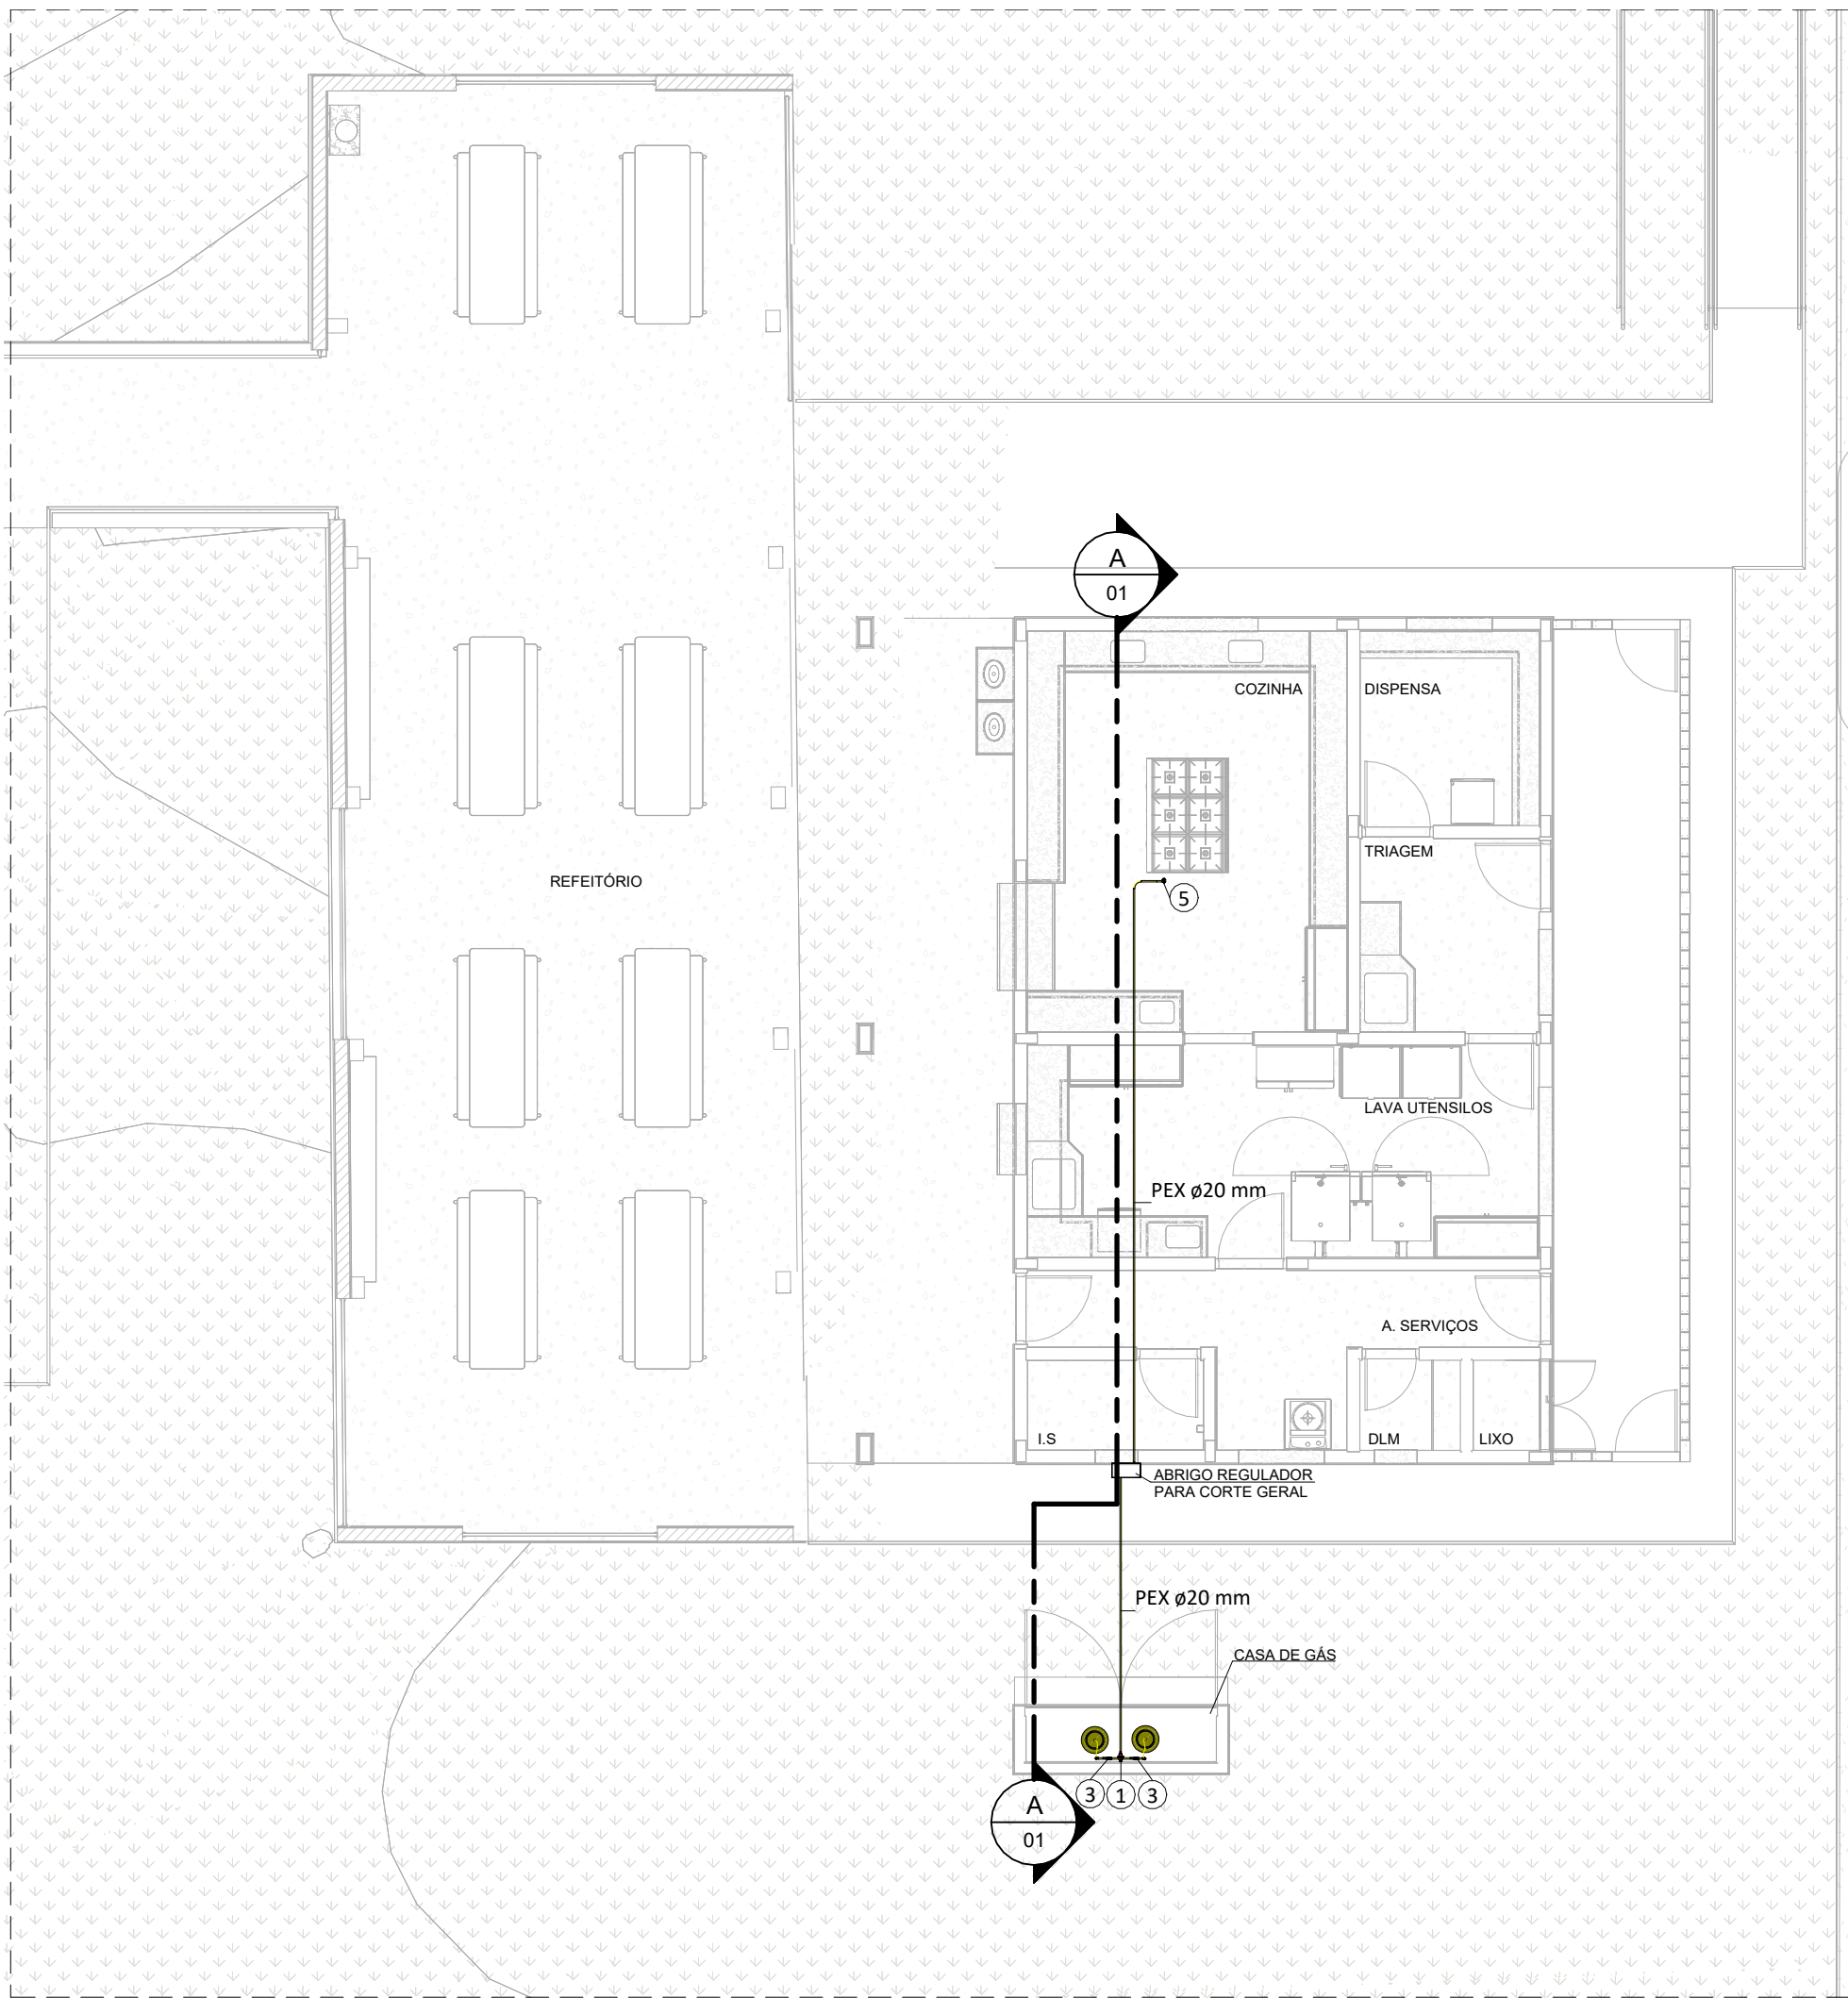 A
01
COZINHA
DISPENSA
TRIAGEM
REFEITÓRIO
5
LAVA UTENSILOS
PEX ø20 mm
A. SERVIÇOS
I.S
DLM
LIXO
ABRIGO REGULADOR
PARA CORTE GERAL
PEX ø20 mm
CASA DE GÁS
3
1
3
A
01